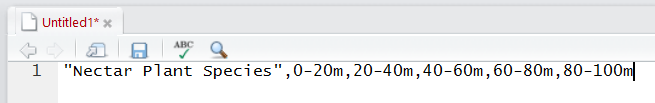 Untitled1*
ABC
1 "Nectar Plant Species",0-20m,20-40m,40-60m,60-80m,80-100m